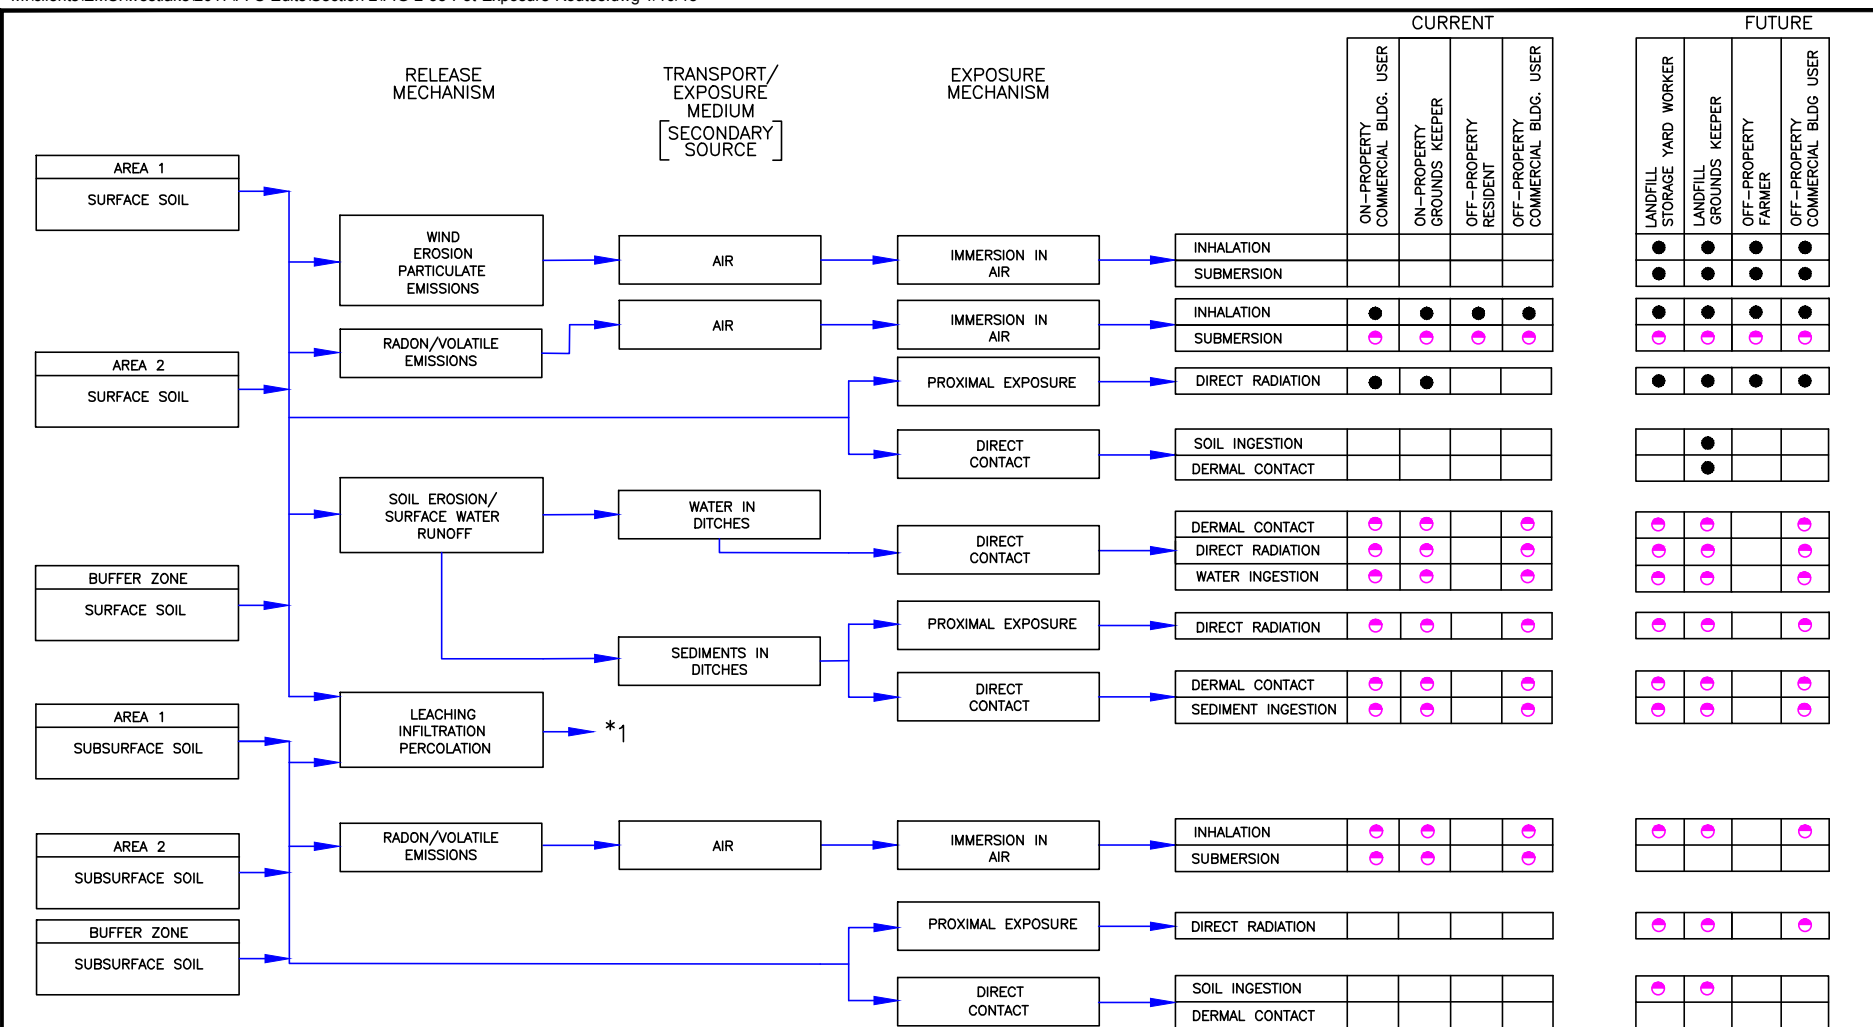 CURRENT
FUTURE
RELEASE
MECHANISM
TRANSPORT/
EXPOSURE
MEDIUM
[SECONDARY
SOURCE]
EXPOSURE
MECHANISM
ON-PROPERTY
COMMERCIAL BLDG. USER
ON-PROPERTY
GROUNDS KEEPER
OFF-PROPERTY
RESIDENT
OFF-PROPERTY
COMMERCIAL BLDG. USER
LANDFILL
STORAGE YARD WORKER
LANDFILL
GROUNDS KEEPER
OFF-PROPERTY
FARMER
OFF-PROPERTY
COMMERCIAL BLDG USER
AREA 1
SURFACE SOIL
WIND
EROSION
PARTICULATE
EMISSIONS
AIR
IMMERSION IN
AIR
INHALATION
SUBMERSION
RADON/VOLATILE
EMISSIONS
AIR
IMMERSION IN
AIR
INHALATION
SUBMERSION
AREA 2
SURFACE SOIL
PROXIMAL EXPOSURE
DIRECT RADIATION
DIRECT
CONTACT
SOIL INGESTION
DERMAL CONTACT
SOIL EROSION/
SURFACE WATER
RUNOFF
WATER IN
DITCHES
DIRECT
CONTACT
DERMAL CONTACT
DIRECT RADIATION
WATER INGESTION
BUFFER ZONE
SURFACE SOIL
SEDIMENTS IN
DITCHES
PROXIMAL EXPOSURE
DIRECT RADIATION
DIRECT
CONTACT
DERMAL CONTACT
SEDIMENT INGESTION
AREA 1
SUBSURFACE SOIL
LEACHING
INFILTRATION
PERCOLATION
*1
AREA 2
SUBSURFACE SOIL
RADON/VOLATILE
EMISSIONS
AIR
IMMERSION IN
AIR
INHALATION
SUBMERSION
BUFFER ZONE
SUBSURFACE SOIL
PROXIMAL EXPOSURE
DIRECT RADIATION
DIRECT
CONTACT
SOIL INGESTION
DERMAL CONTACT